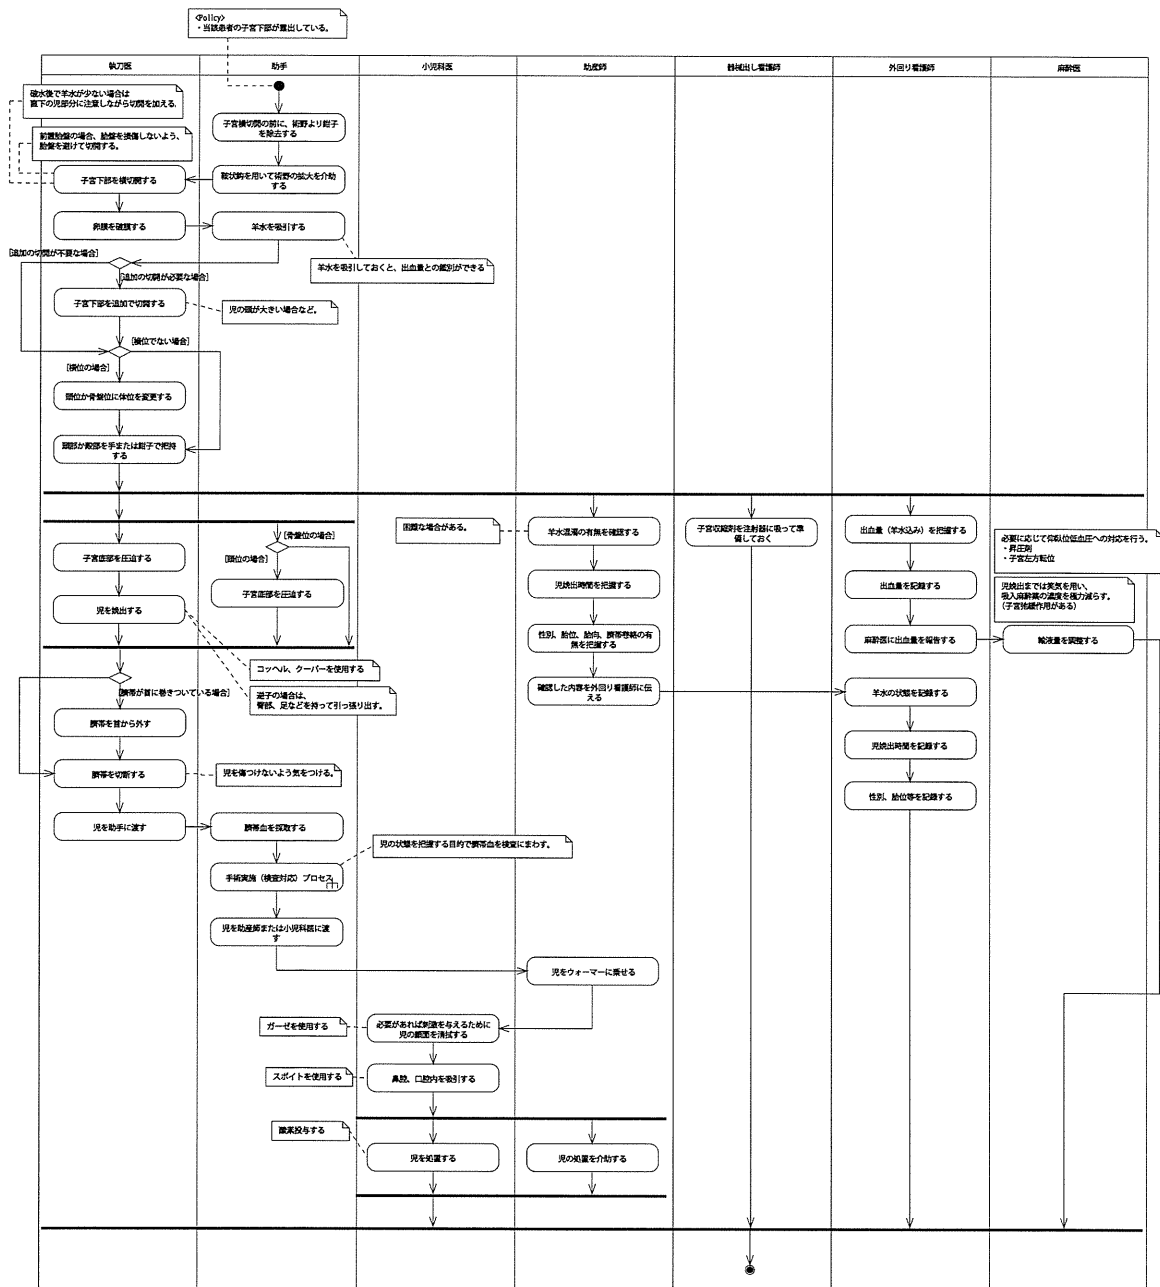 <Policy>
・当該患者の子宮下部が露出している。
執刀医
助手
小児科医
助産師
器械出し看護師
外回り看護師
麻酔医
破水後で羊水が少ない場合は
直下の児部分に注意しながら切開を加える。
前置胎盤の場合、胎盤を損傷しないよう、
胎盤を避けて切開する。
子宮横切開の前に、術野より鉗子
を除去する
鞍状鈎を用いて術野の拡大を介助
する
子宮下部を横切開する
卵膜を破膜する
羊水を吸引する
羊水を吸引しておくと、出血量との鑑別ができる
[追加の切開が不要な場合]
[追加の切開が必要な場合]
子宮下部を追加で切開する
児の頭が大きい場合など。
[横位でない場合]
[横位の場合]
頭位か骨盤位に体位を変更する
頭部か殿部を手または鉗子で把持
する
困難な場合がある。
羊水混濁の有無を確認する
子宮収縮剤を注射器に吸って準
備しておく
出血量（羊水込み）を把握する
必要に応じて仰臥位低血圧への対応を行う。
・昇圧剤
・子宮左方転位
[骨盤位の場合]
[頭位の場合]
子宮底部を圧迫する
子宮底部を圧迫する
児を娩出する
児娩出時間を把握する
出血量を記録する
児娩出までは笑気を用い、
吸入麻酔薬の濃度を極力減らす。
（子宮弛緩作用がある）
性別、胎位、胎向、臍帯巻絡の有
無を把握する
麻酔医に出血量を報告する
輸液量を調整する
コッヘル、クーパーを使用する
逆子の場合は、
臀部、足などを持って引っ張り出す。
[臍帯が首に巻きついている場合]
確認した内容を外回り看護師に伝
える
羊水の状態を記録する
臍帯を首から外す
児娩出時間を記録する
臍帯を切断する
児を傷つけないよう気をつける。
性別、胎位等を記録する
児を助手に渡す
臍帯血を採取する
児の状態を把握する目的で臍帯血を検査にまわす。
手術実施（検査対応）プロセス
児を助産師または小児科医に渡
す
児をウォーマーに乗せる
ガーゼを使用する
必要があれば刺激を与えるために
児の顔面を清拭する
スポイトを使用する
鼻腔、口腔内を吸引する
酸素投与する
児を処置する
児の処置を介助する